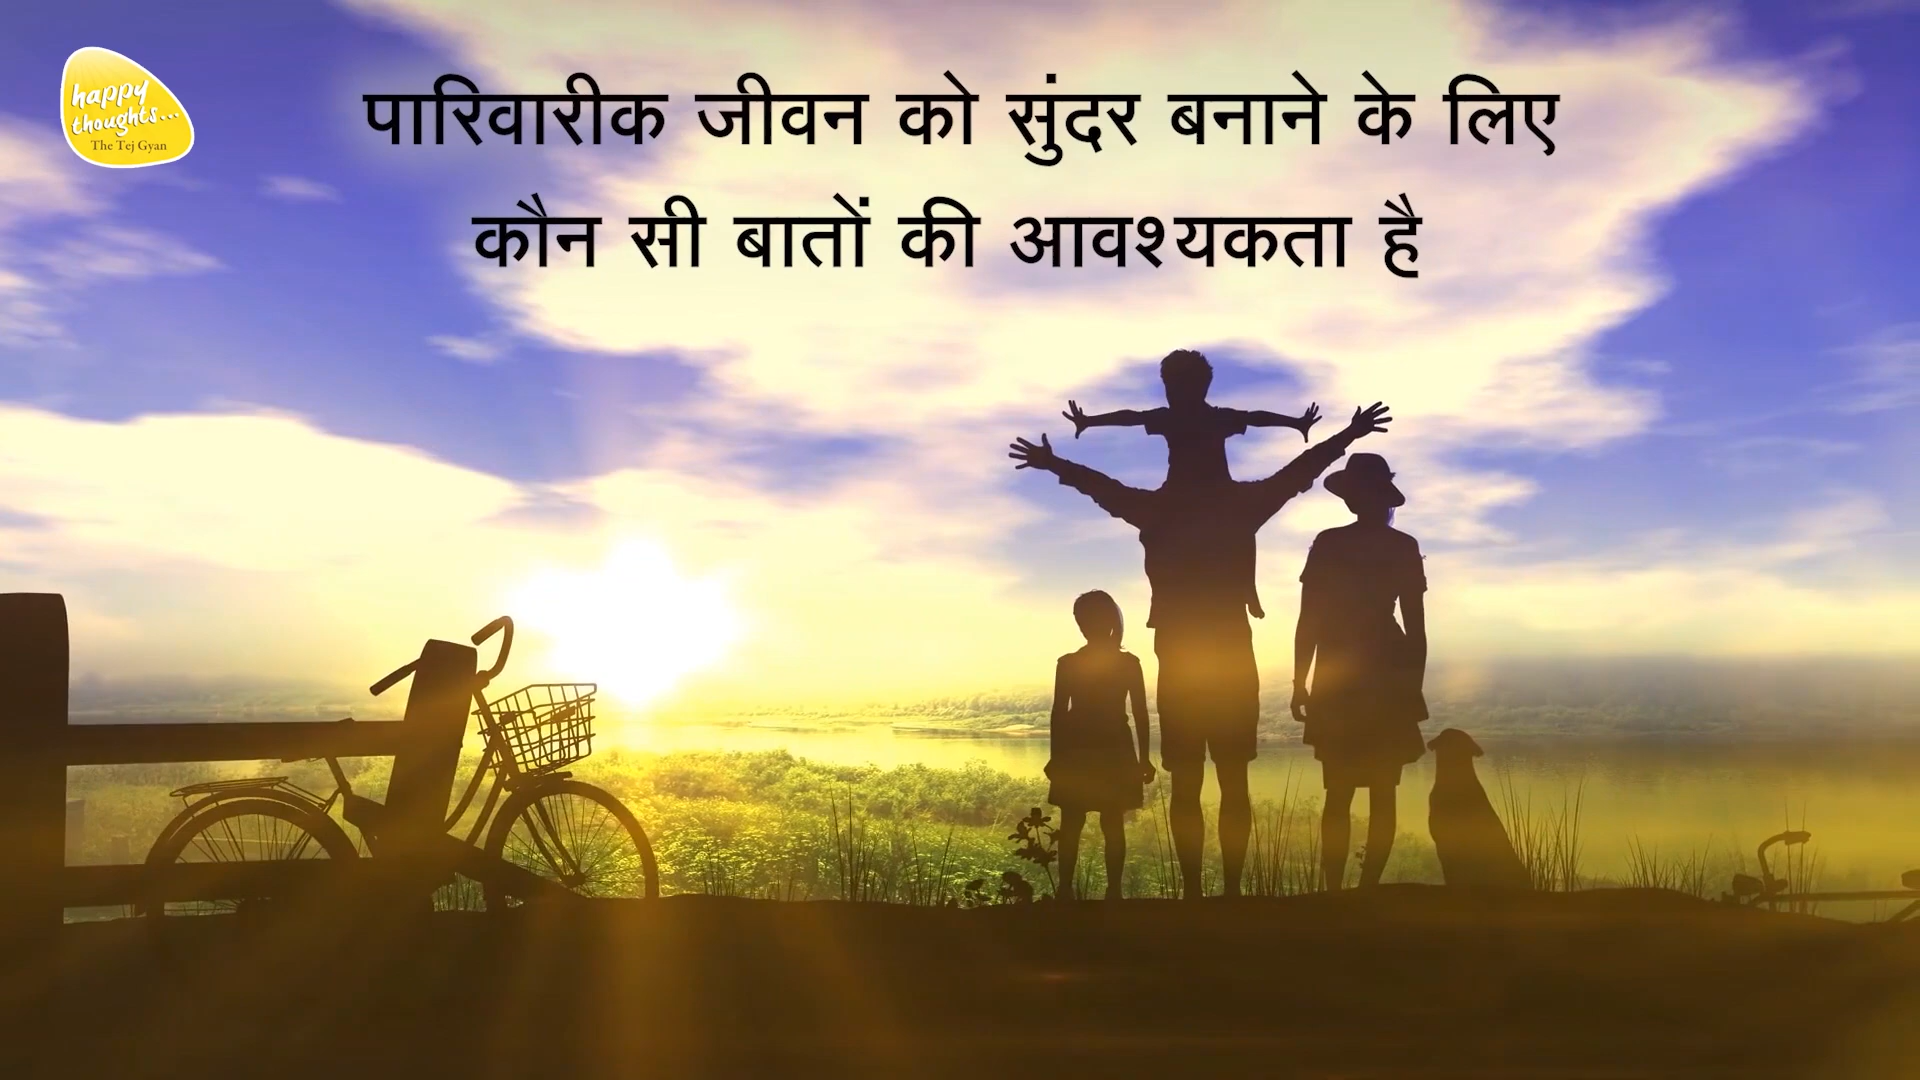 happy
thoughts...
The Tej Gyan
पारिवारीक जीवन को सुंदर बनाने के लिए
कौन सी बातों की आवश्यकता है